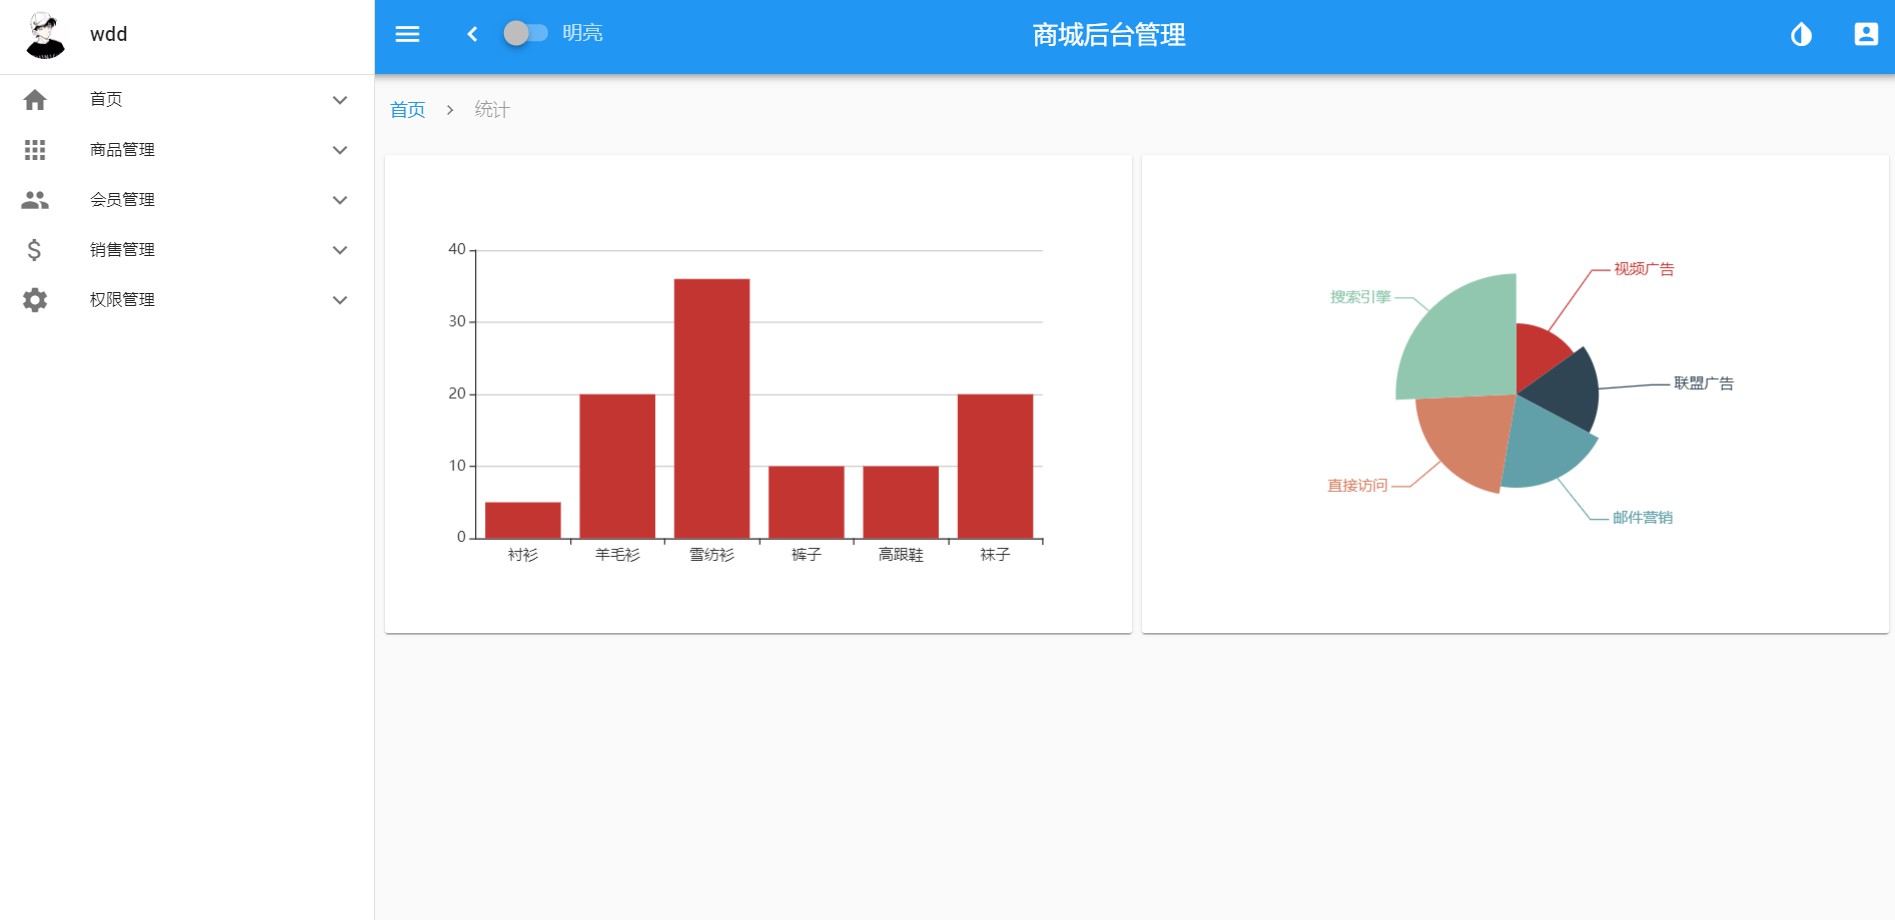 wdd
明亮
商城后台管理
首页
商品管理
会员管理
销售管理
权限管理
首页 > 统计
40
30
20
10
0
衬衫 羊毛衫 雪纺衫 裤子 高跟鞋 袜子
视频广告
搜索引擎
联盟广告
直接访问
邮件营销